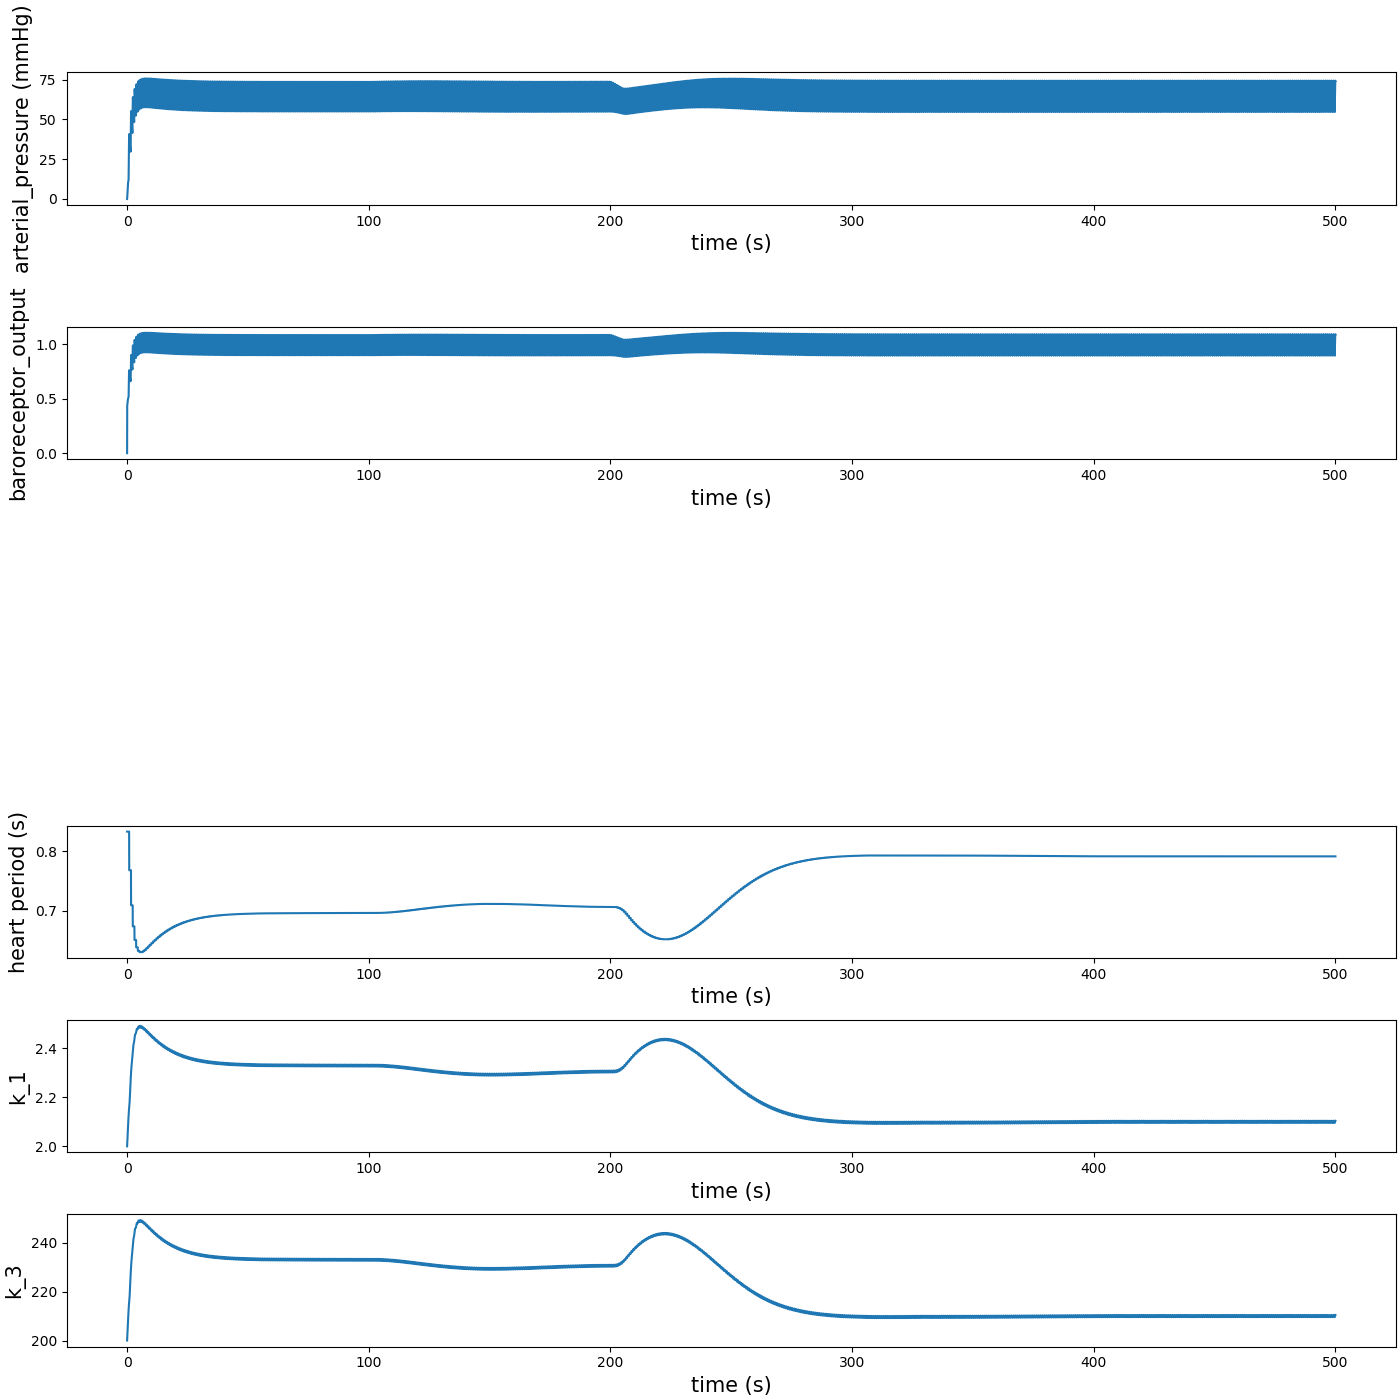 arterial_pressure (mmHg)
75
50
25
0
0 100 200 300 400 500
time (s)
baroreceptor_output
1.0
0.5
0.0
0 100 200 300 400 500
time (s)
heart period (s)
0.8
0.7
0 100 200 300 400 500
time (s)
k_1
2.4
2.2
2.0
0 100 200 300 400 500
time (s)
k_3
240
220
200
0 100 200 300 400 500
time (s)